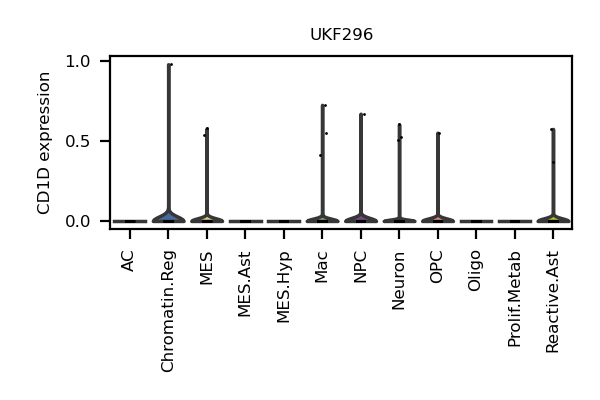 UKF296
CD1D expression
1.0
0.5
0.0
AC
Chromatin.Reg
MES
MES.Ast
MES.Hyp
Mac
NPC
Neuron
OPC
Oligo
Prolif.Metab
Reactive.Ast